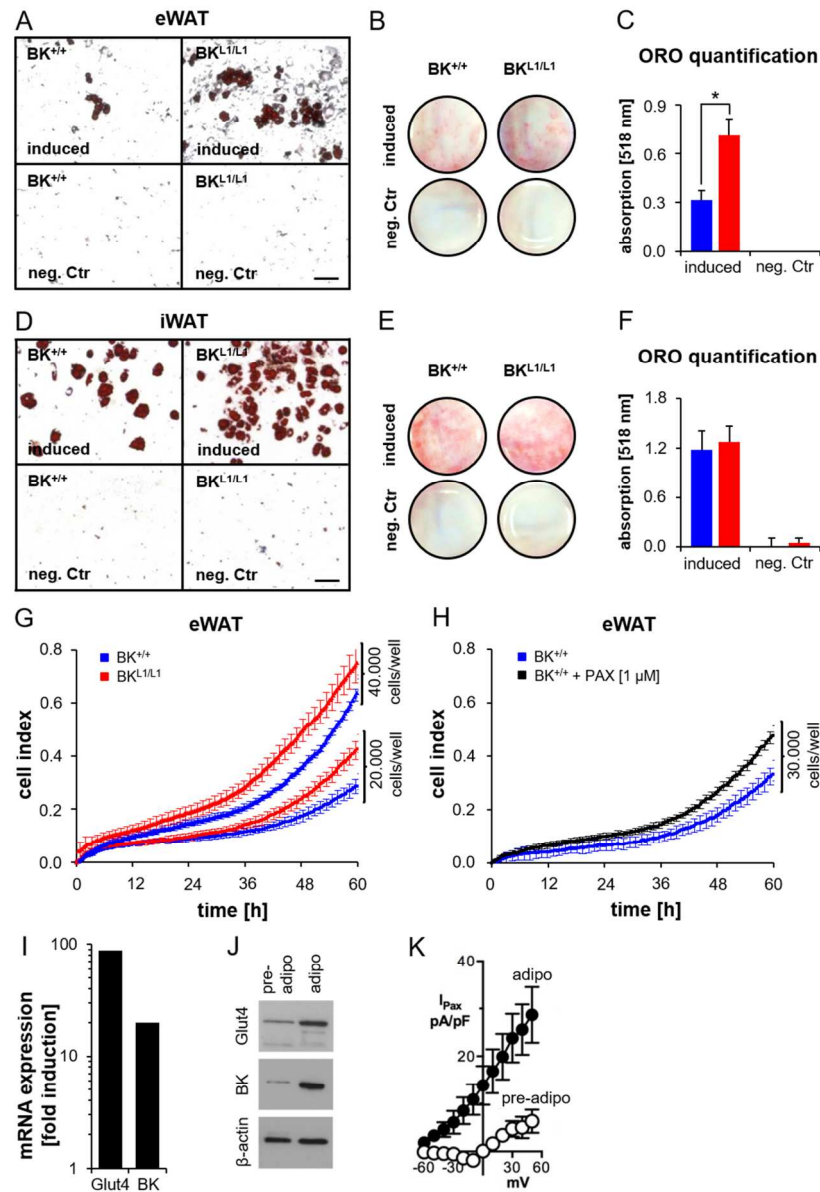 A
eWAT
BK+/+
BKL1/L1
induced
induced
BK+/+
BKL1/L1
neg. Ctr
neg. Ctr
B
BK+/+
BKL1/L1
induced
neg. Ctr
C
ORO quantification
absorption [518 nm]
0.9
0.6
0.3
0.0
*
induced
neg. Ctr
D
iWAT
BK+/+
BKL1/L1
induced
induced
BK+/+
BKL1/L1
neg. Ctr
neg. Ctr
E
BK+/+
BKL1/L1
induced
neg. Ctr
F
ORO quantification
absorption [518 nm]
1.8
1.2
0.6
0.0
induced
neg. Ctr
G
eWAT
BK+/+
BKL1/L1
cell index
0.8
0.6
0.4
0.2
0.0
0
12
24
36
48
60
time [h]
40.000
cells/well
20.000
cells/well
H
eWAT
BK+/+
BK+/+ + PAX [1 µM]
cell index
0.8
0.6
0.4
0.2
0.0
0
12
24
36
48
60
time [h]
30.000
cells/well
I
mRNA expression
[fold induction]
100
10
1
Glut4
BK
J
pre-
adipo
adipo
Glut4
BK
β-actin
K
IPax
pA/pF
40
20
adipo
pre-adipo
-60
-30
30
60
mV